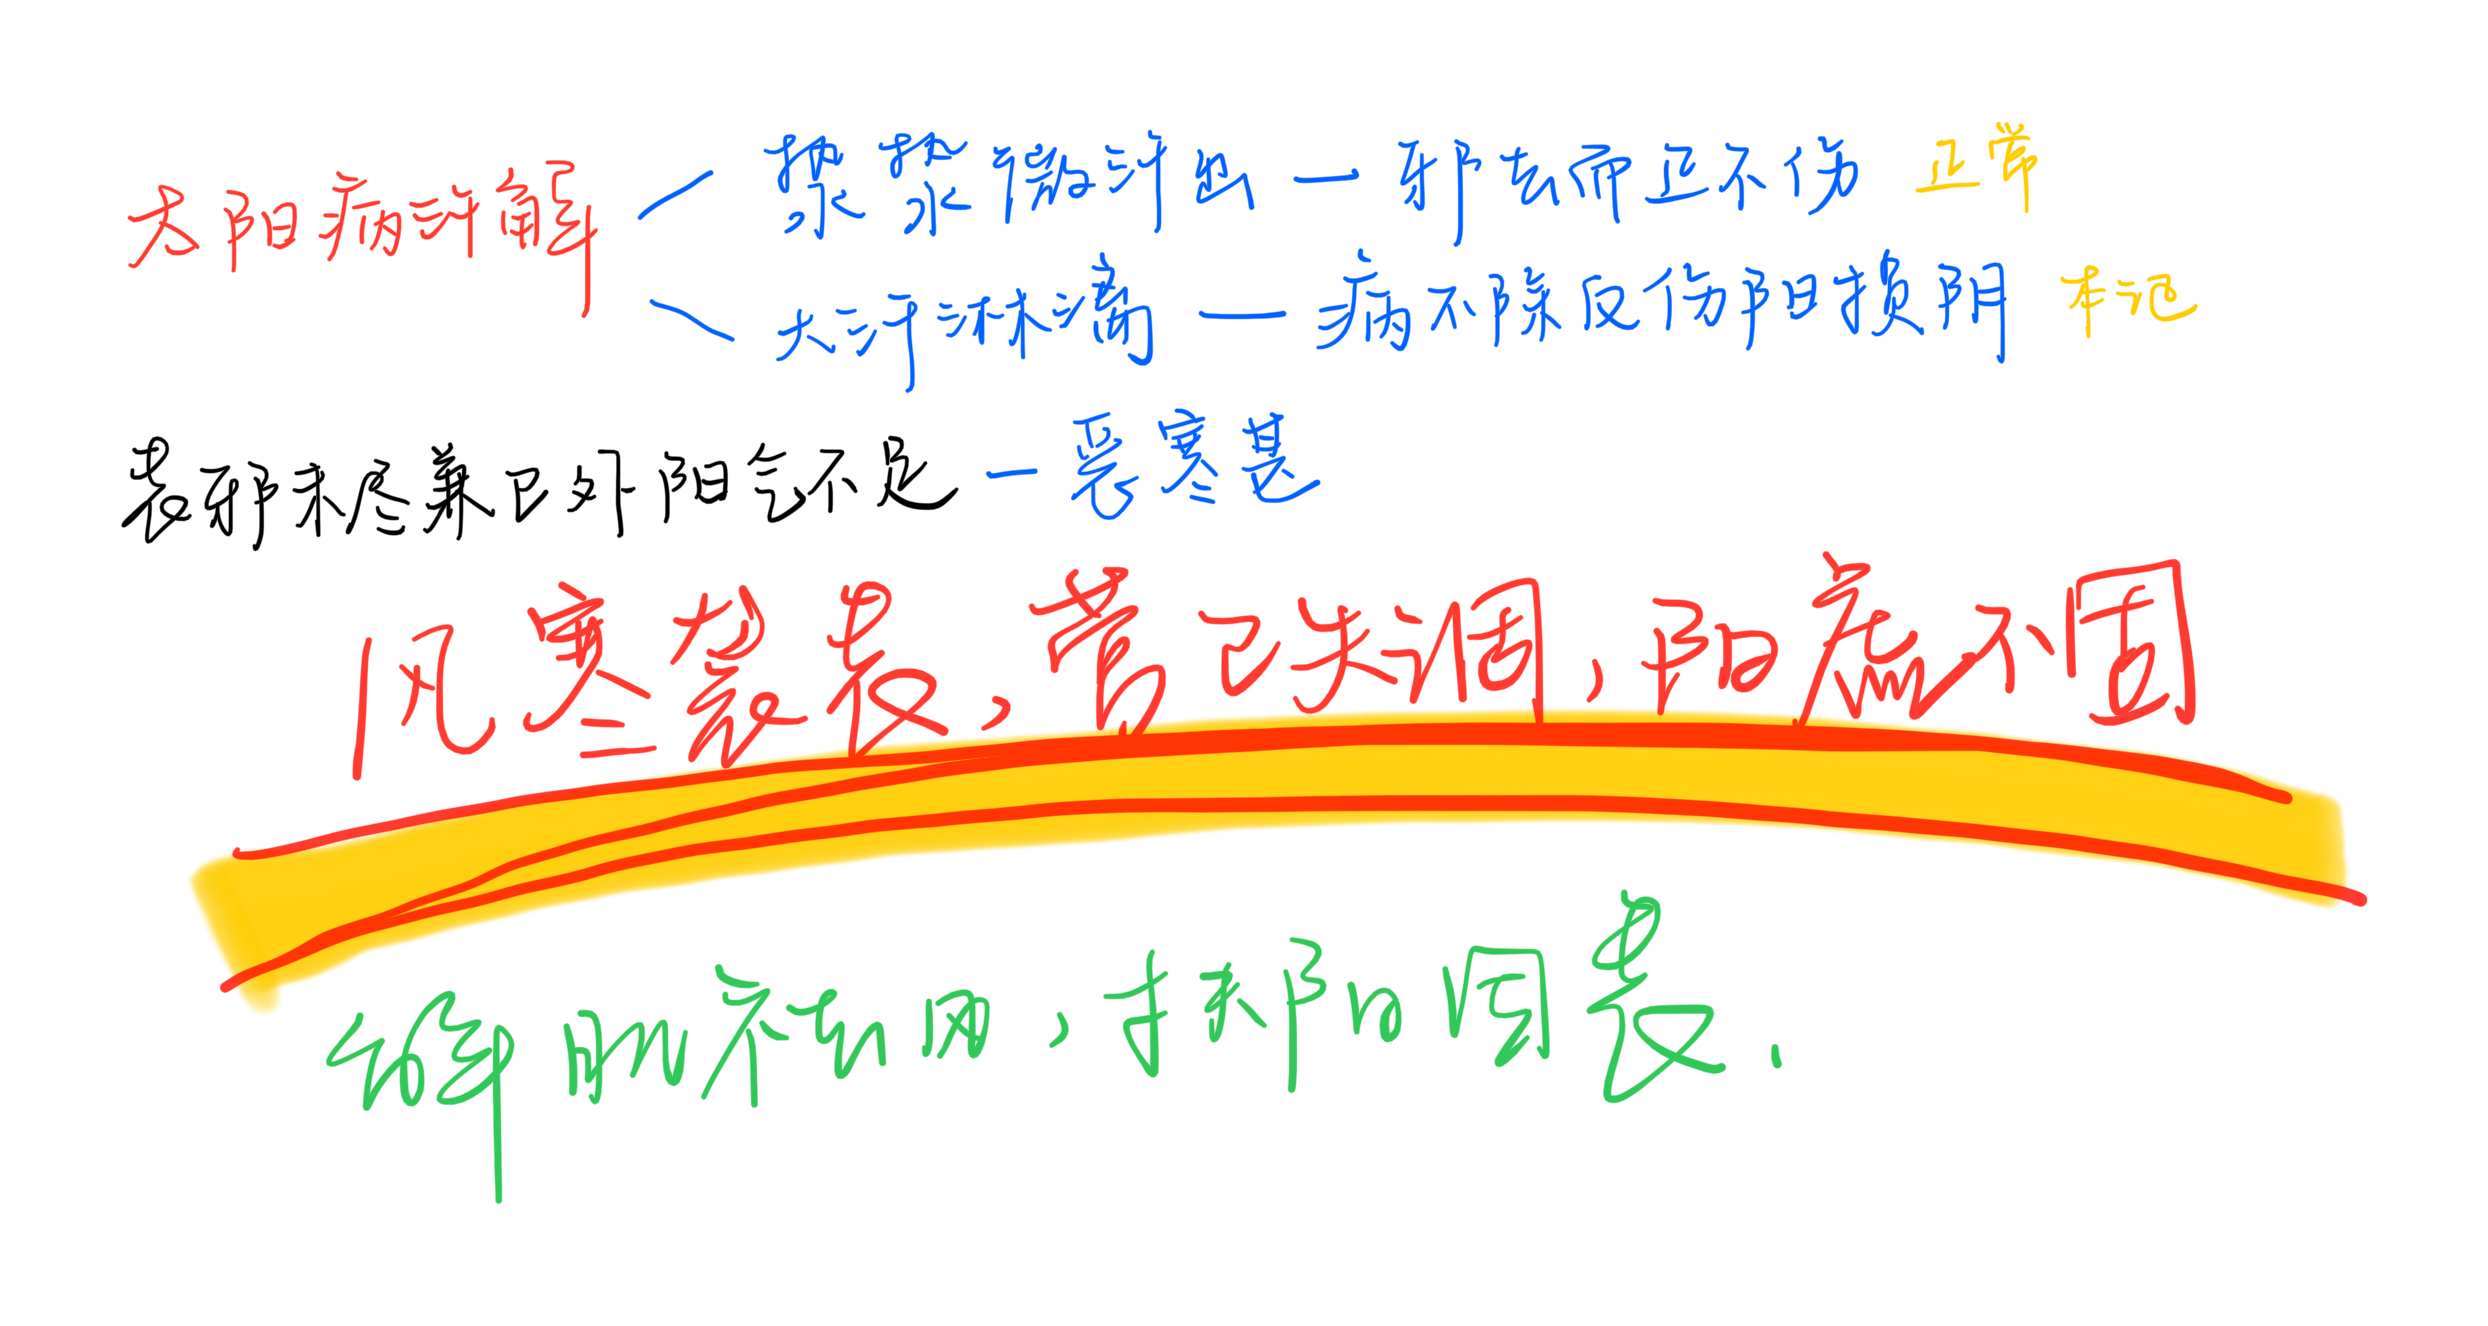 太阳病汗解
漐漐微汗出 — 邪去而正不伤 正常
大汗淋漓 — 病不除反伤阳损阴 本证
表邪未尽兼卫外阳气不足 — 恶寒甚
风寒袭表,营卫失调,阳虚不固
解肌祛风,扶阳固表.